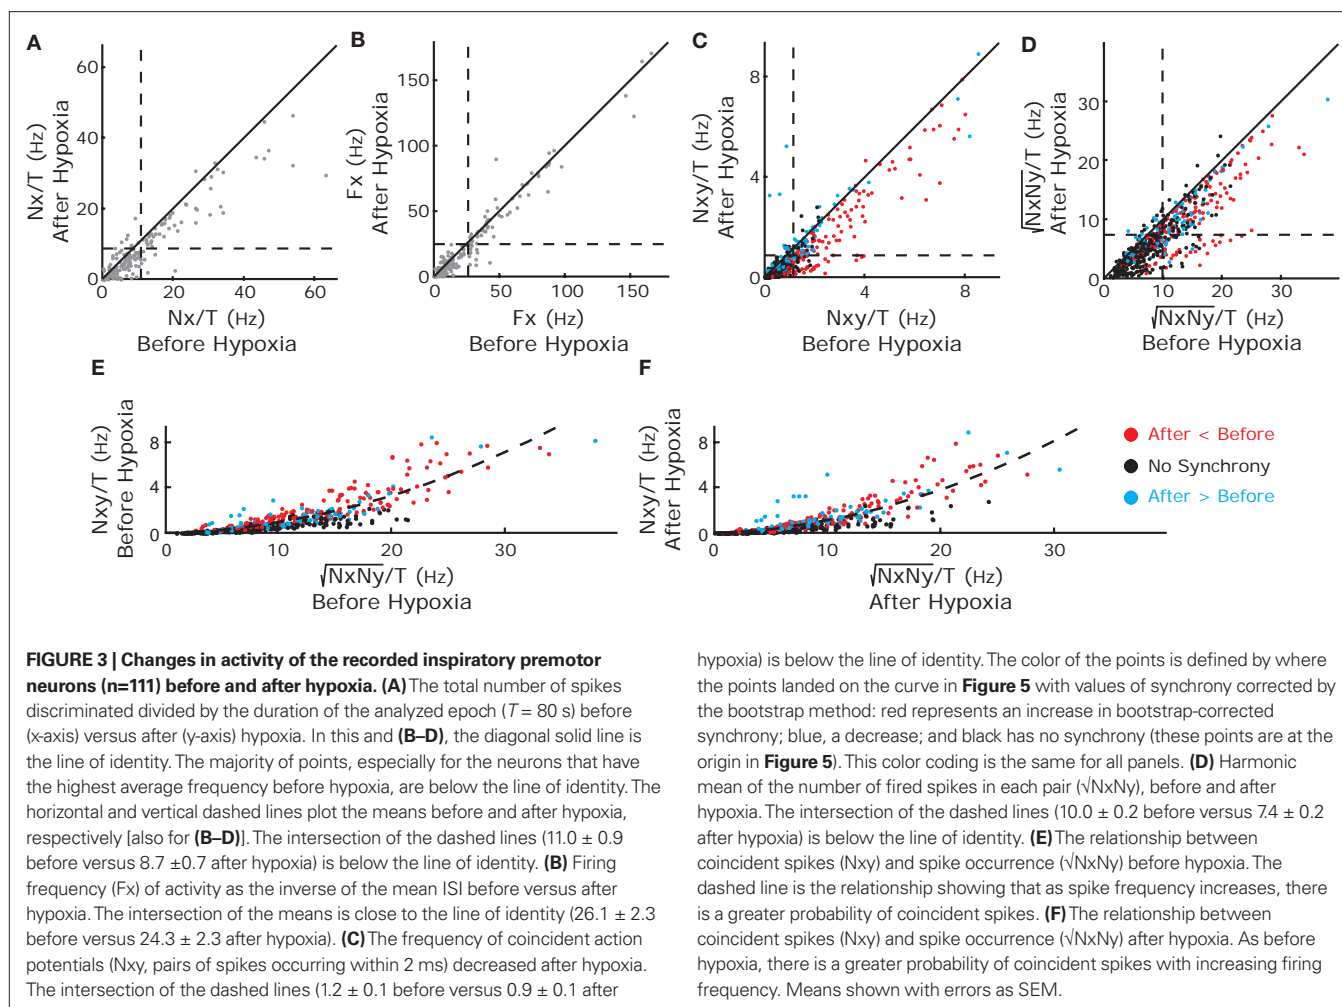 A
Nx/T (Hz)
After Hypoxia
60
40
20
0
0
20
40
60
Nx/T (Hz)
Before Hypoxia
B
Fx (Hz)
After Hypoxia
150
100
50
0
0
50
100
150
Fx (Hz)
Before Hypoxia
C
Nxy/T (Hz)
After Hypoxia
8
4
0
0
4
8
Nxy/T (Hz)
Before Hypoxia
D
√NxNy/T (Hz)
After Hypoxia
30
20
10
0
0
10
20
30
√NxNy/T (Hz)
Before Hypoxia
E
Nxy/T (Hz)
Before Hypoxia
8
4
0
0
10
20
30
√NxNy/T (Hz)
Before Hypoxia
F
Nxy/T (Hz)
After Hypoxia
8
4
0
0
10
20
30
√NxNy/T (Hz)
After Hypoxia
After < Before
No Synchrony
After > Before
FIGURE 3 | Changes in activity of the recorded inspiratory premotor
neurons (n=111) before and after hypoxia. (A) The total number of spikes
discriminated divided by the duration of the analyzed epoch (T = 80 s) before
(x-axis) versus after (y-axis) hypoxia. In this and (B–D), the diagonal solid line is
the line of identity. The majority of points, especially for the neurons that have
the highest average frequency before hypoxia, are below the line of identity. The
horizontal and vertical dashed lines plot the means before and after hypoxia,
respectively [also for (B–D)]. The intersection of the dashed lines (11.0 ± 0.9
before versus 8.7 ±0.7 after hypoxia) is below the line of identity. (B) Firing
frequency (Fx) of activity as the inverse of the mean ISI before versus after
hypoxia. The intersection of the means is close to the line of identity (26.1 ± 2.3
before versus 24.3 ± 2.3 after hypoxia). (C) The frequency of coincident action
potentials (Nxy, pairs of spikes occurring within 2 ms) decreased after hypoxia.
The intersection of the dashed lines (1.2 ± 0.1 before versus 0.9 ± 0.1 after
hypoxia) is below the line of identity. The color of the points is defined by where
the points landed on the curve in Figure 5 with values of synchrony corrected by
the bootstrap method: red represents an increase in bootstrap-corrected
synchrony; blue, a decrease; and black has no synchrony (these points are at the
origin in Figure 5). This color coding is the same for all panels. (D) Harmonic
mean of the number of fired spikes in each pair (√NxNy), before and after
hypoxia. The intersection of the dashed lines (10.0 ± 0.2 before versus 7.4 ± 0.2
after hypoxia) is below the line of identity. (E) The relationship between
coincident spikes (Nxy) and spike occurrence (√NxNy) before hypoxia. The
dashed line is the relationship showing that as spike frequency increases, there
is a greater probability of coincident spikes. (F) The relationship between
coincident spikes (Nxy) and spike occurrence (√NxNy) after hypoxia. As before
hypoxia, there is a greater probability of coincident spikes with increasing firing
frequency. Means shown with errors as SEM.